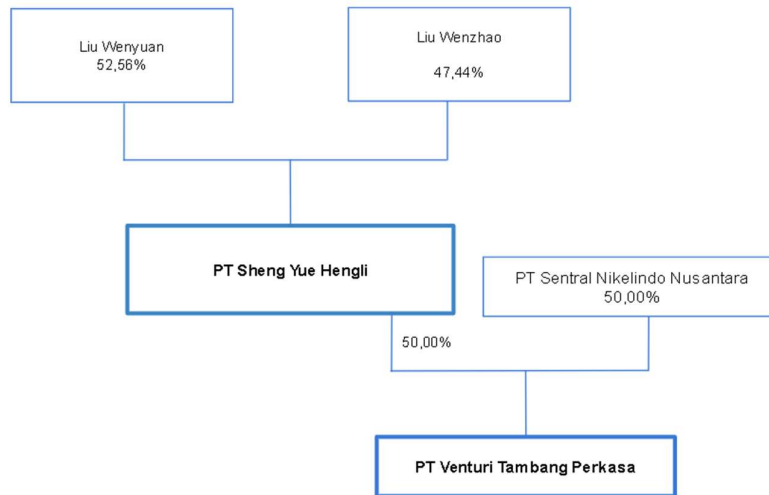 Liu Wenyuan
52,56%
Liu Wenzhao
47,44%
PT Sheng Yue Hengli
PT Sentral Nikelindo Nusantara
50,00%
50,00%
PT Venturi Tambang Perkasa